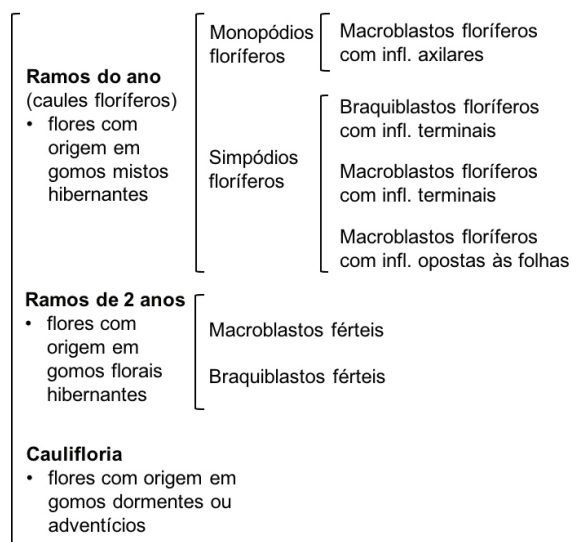 Ramos do ano
(caules floríferos)
• flores com
origem em
gomos mistos
hibernantes
Monopódios
floríferos
Macroblastos floríferos
com infl. axilares
Simpódios
floríferos
Braquiblastos floríferos
com infl. terminais
Macroblastos floríferos
com infl. terminais
Macroblastos floríferos
com infl. opostas às folhas
Ramos de 2 anos
• flores com
origem em
gomos florais
hibernantes
Macroblastos férteis
Braquiblastos férteis
Caulifloria
• flores com origem em
gomos dormentes ou
adventícios